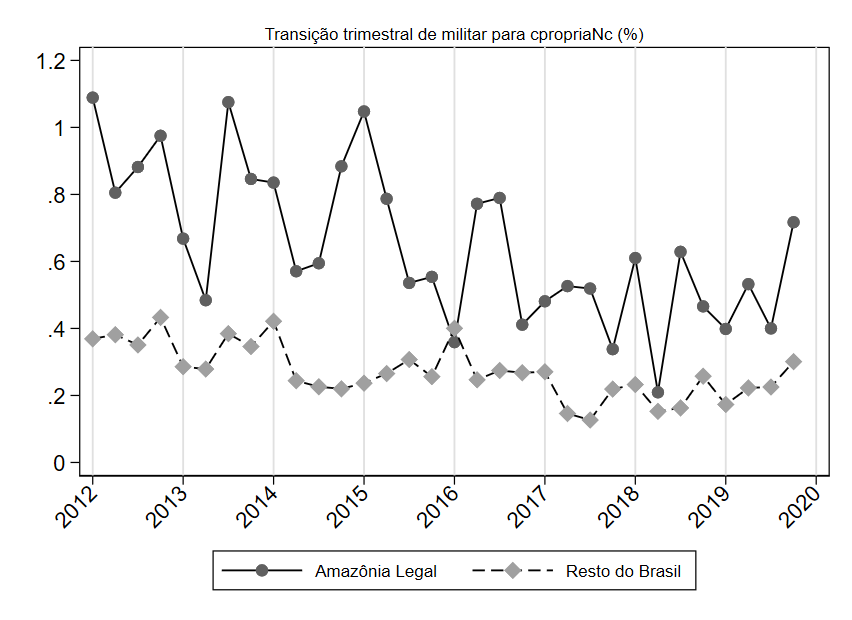 Transição trimestral de militar para cpropriaNc (%)
1.2
1
.8
.6
.4
.2
0
2012 2013 2014 2015 2016 2017 2018 2019 2020
Amazônia Legal Resto do Brasil